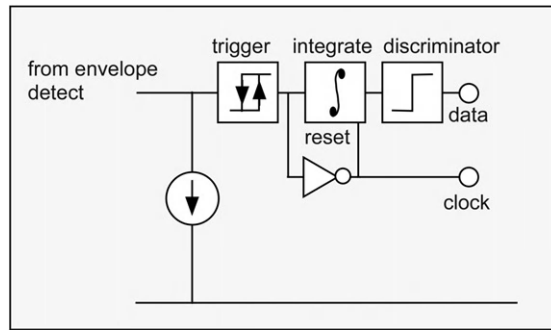 trigger
integrate
discriminator
from envelope
detect
data
reset
clock